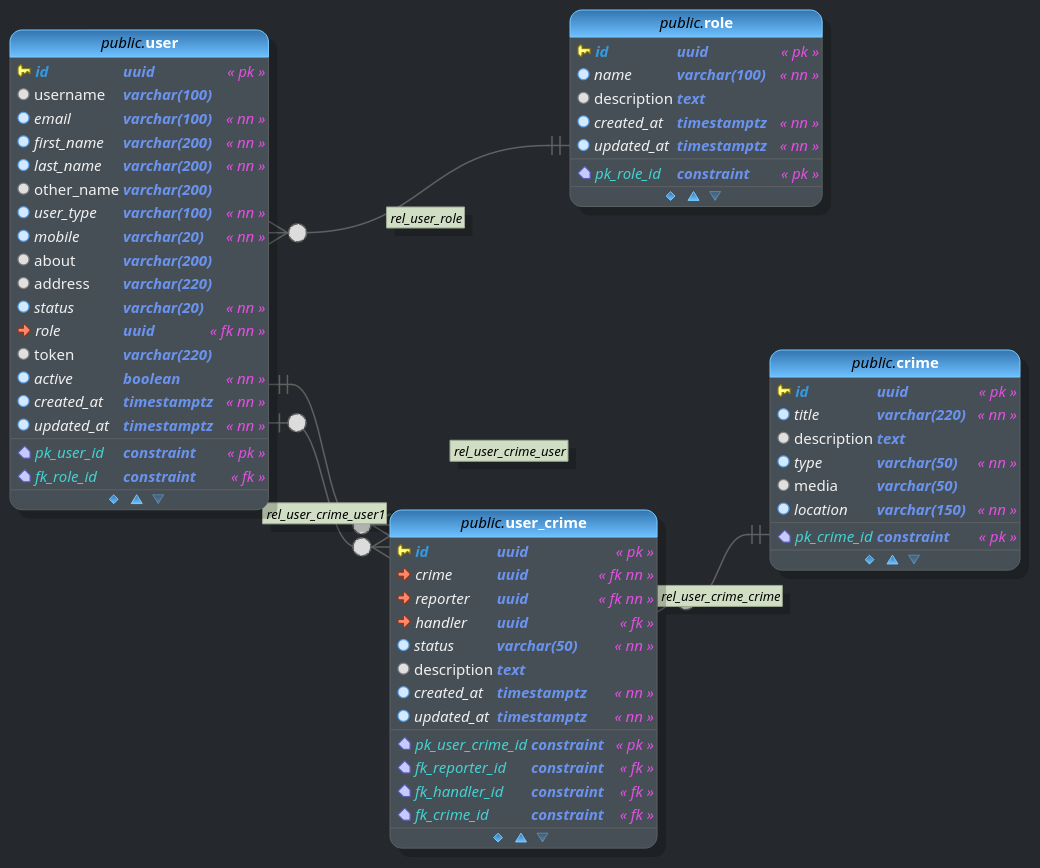 public.user
id uuid « pk »
username varchar(100)
email varchar(100) « nn »
first_name varchar(200) « nn »
last_name varchar(200) « nn »
other_name varchar(200)
user_type varchar(100) « nn »
mobile varchar(20) « nn »
about varchar(200)
address varchar(220)
status varchar(20) « nn »
role uuid « fk nn »
token varchar(220)
active boolean « nn »
created_at timestamptz « nn »
updated_at timestamptz « nn »
pk_user_id constraint « pk »
fk_role_id constraint « fk »
public.role
id uuid « pk »
name varchar(100) « nn »
description text
created_at timestamptz « nn »
updated_at timestamptz « nn »
pk_role_id constraint « pk »
rel_user_role
public.crime
id uuid « pk »
title varchar(220) « nn »
description text
type varchar(50) « nn »
media varchar(50)
location varchar(150) « nn »
pk_crime_id constraint « pk »
rel_user_crime_user
rel_user_crime_user1
public.user_crime
id uuid « pk »
crime uuid « fk nn »
reporter uuid « fk nn »
handler uuid « fk »
status varchar(50) « nn »
description text
created_at timestamptz « nn »
updated_at timestamptz « nn »
pk_user_crime_id constraint « pk »
fk_reporter_id constraint « fk »
fk_handler_id constraint « fk »
fk_crime_id constraint « fk »
rel_user_crime_crime